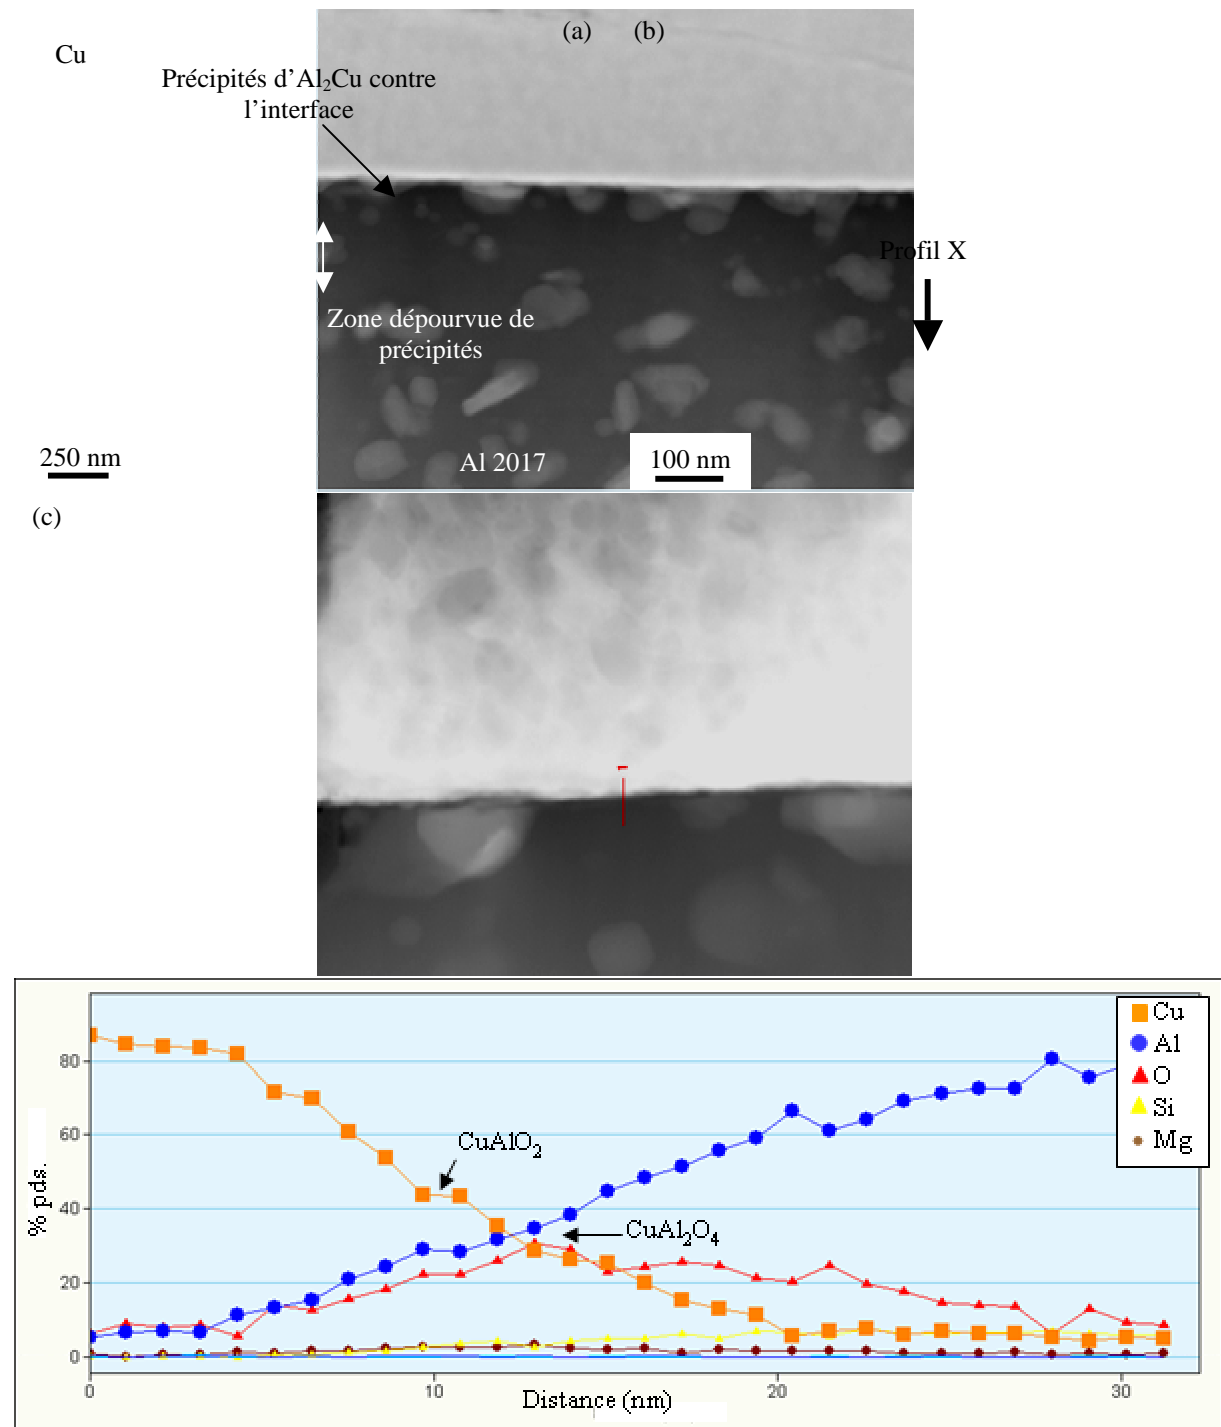 (a) (b)
Cu
Précipités d'Al₂Cu contre
l'interface
Profil X
Zone dépourvue de
précipités
250 nm
Al 2017
100 nm
(c)
1
Cu
Al
O
Si
Mg
CuAlO₂
CuAl₂O₄
% pds.
80
60
40
20
0
0 10 20 30
Distance (nm)